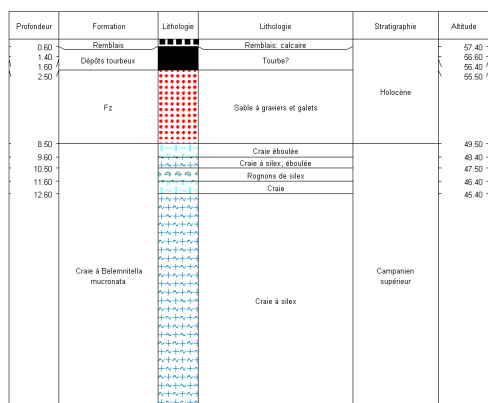 Profondeur Formation Lithologie Lithologie Stratigraphie Altitude
0.60 Remblais Remblais: calcaire 57.40
1.40 56.60
Dépôts tourbeux Tourbe?
1.60 56.40
2.50 55.50
Holocène
Fz Sable à graviers et galets
8.50 49.50
Craie éboulée
9.60 48.40
Craie à silex, éboulée
10.50 47.50
Rognons de silex
11.60 46.40
Craie
12.60 45.40
Craie à Belemnitella
mucronata
Campanien
supérieur
Craie à silex